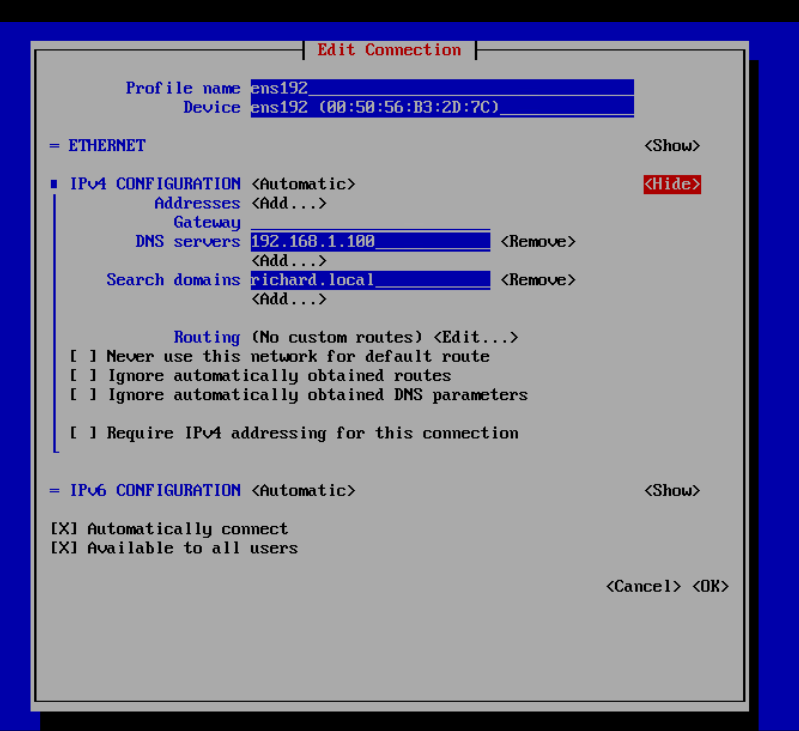 Edit Connection
Profile name ens192
Device ens192 (00:50:56:B3:2D:7C)
= ETHERNET <Show>
IPv4 CONFIGURATION <Automatic> <Hide>
Addresses <Add...>
Gateway
DNS servers 192.168.1.100 <Remove>
<Add...>
Search domains richard.local <Remove>
<Add...>
Routing (No custom routes) <Edit...>
[ ] Never use this network for default route
[ ] Ignore automatically obtained routes
[ ] Ignore automatically obtained DNS parameters
[ ] Require IPv4 addressing for this connection
= IPv6 CONFIGURATION <Automatic> <Show>
[X] Automatically connect
[X] Available to all users
<Cancel> <OK>